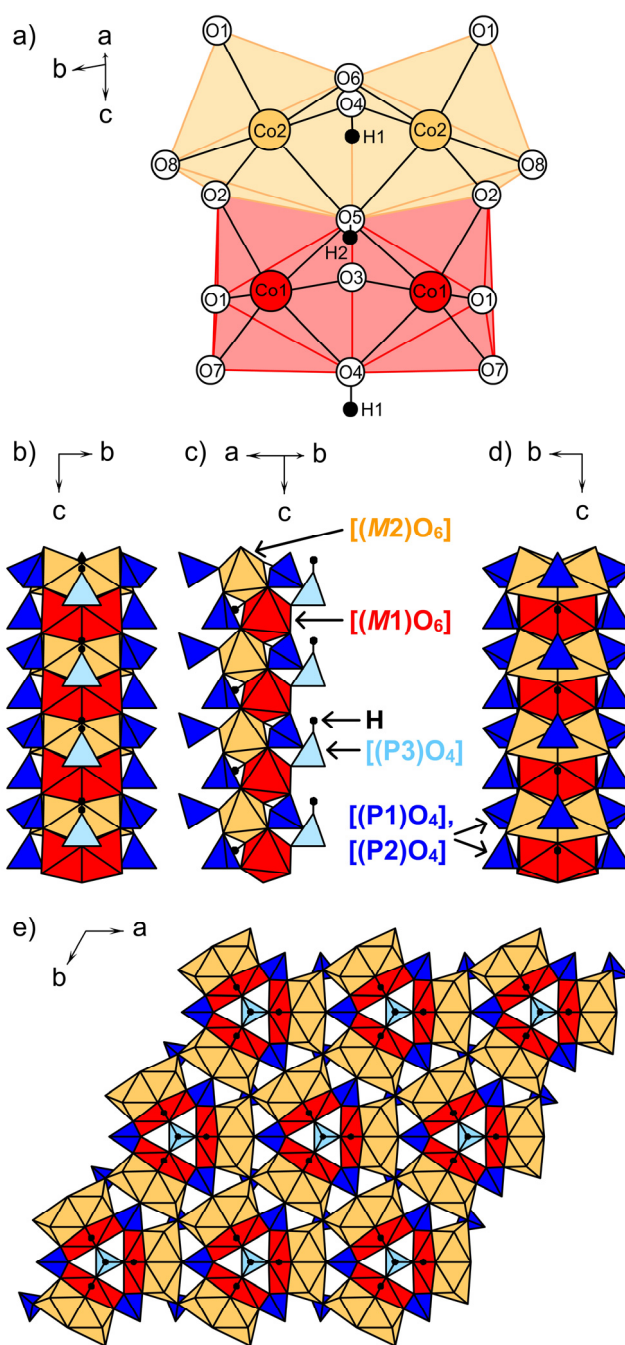 a)
a
b
c
O1
O1
O6
O4
Co2
Co2
H1
O8
O8
O2
O2
O5
H2
O3
Co1
Co1
O1
O1
O7
O4
O7
H1
b)
b
c
c)
a
b
c
d)
b
c
[(M2)O6]
[(M1)O6]
H
[(P3)O4]
[(P1)O4],
[(P2)O4]
e)
a
b